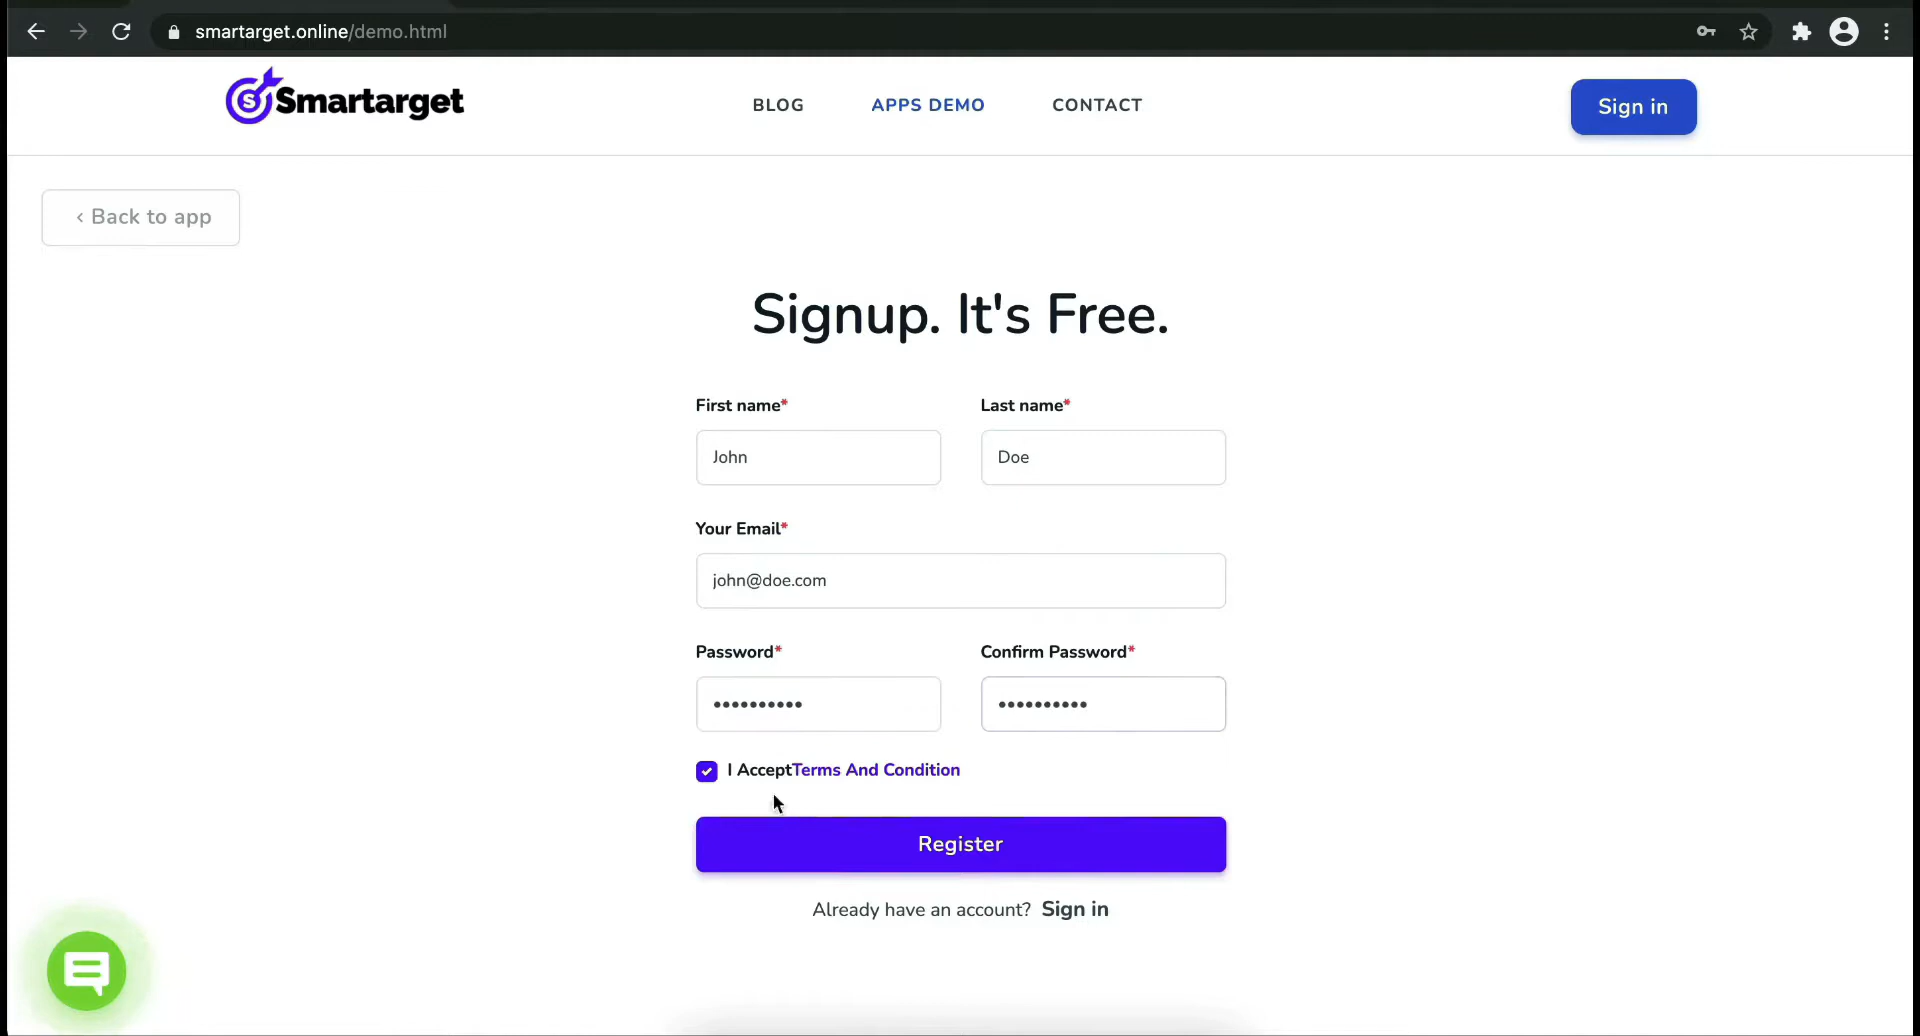 smartarget.online/demo.html
Smartarget
BLOG
APPS DEMO
CONTACT
Sign in
‹ Back to app
Signup. It's Free.
First name*
Last name*
John
Doe
Your Email*
john@doe.com
Password*
Confirm Password*
••••••••••
••••••••••
I AcceptTerms And Condition
Register
Already have an account? Sign in